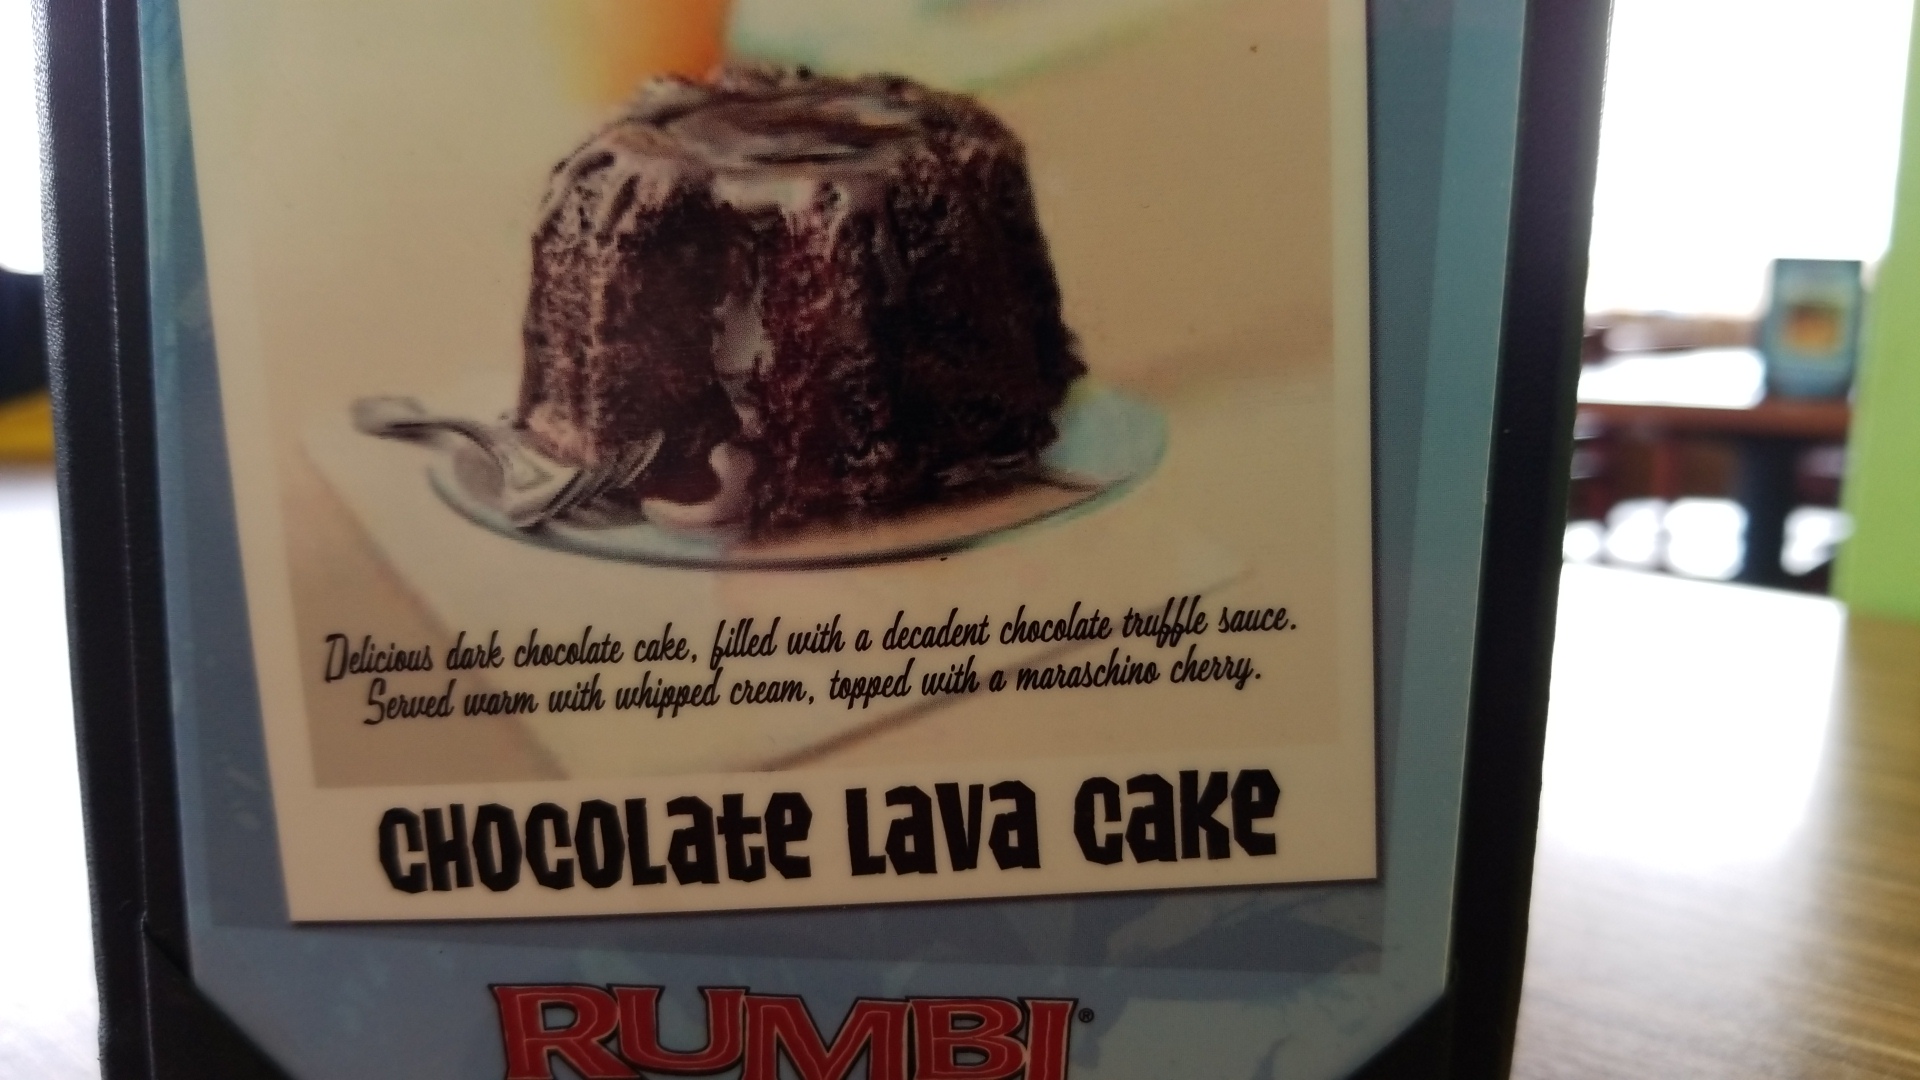 Delicious dark chocolate cake, filled with a decadent chocolate truffle sauce.
Served warm with whipped cream, topped with a maraschino cherry.
CHOCOLate Lava Cake
RUMBI®